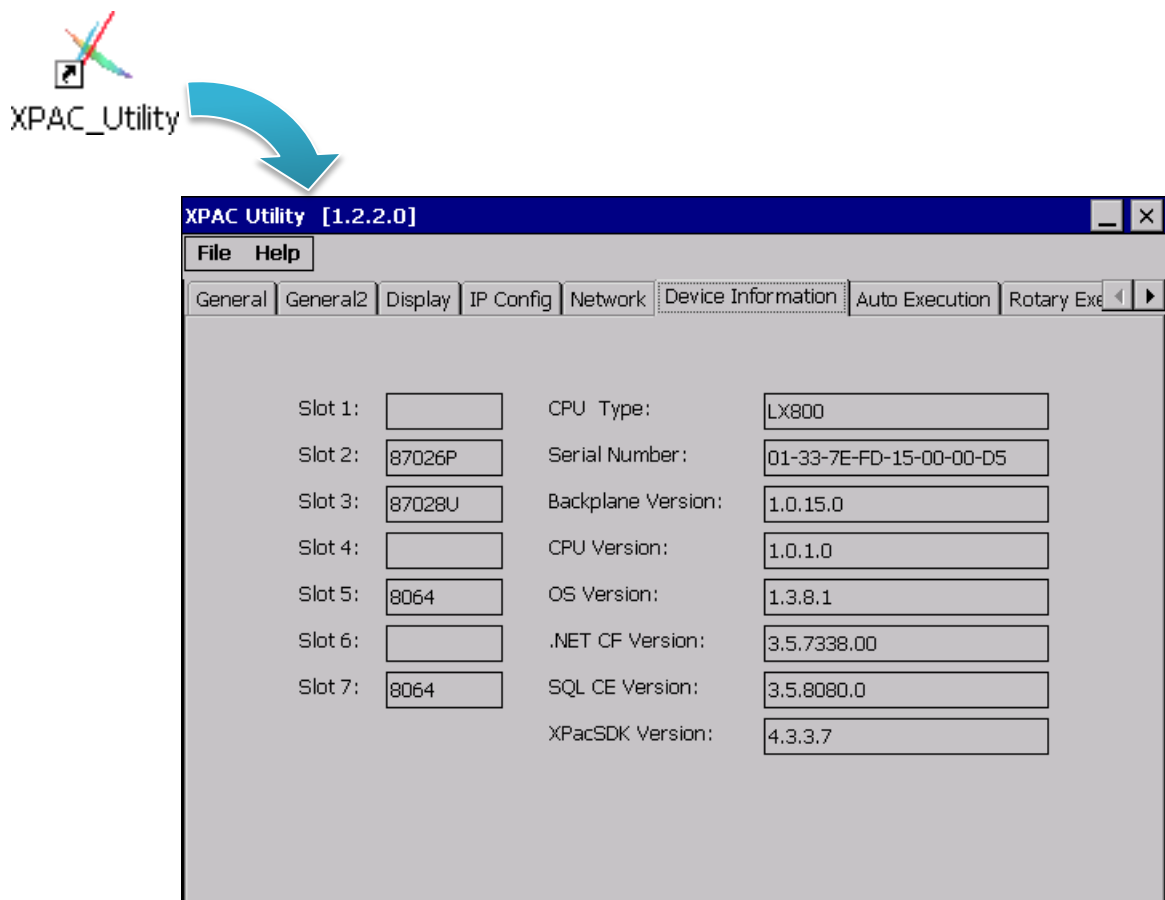 XPAC_Utility
XPAC Utility [1.2.2.0]
File Help
General General2 Display IP Config Network Device Information Auto Execution Rotary Exe
Slot 1: CPU Type: LX800
Slot 2: 87026P Serial Number: 01-33-7E-FD-15-00-00-D5
Slot 3: 87028U Backplane Version: 1.0.15.0
Slot 4: CPU Version: 1.0.1.0
Slot 5: 8064 OS Version: 1.3.8.1
Slot 6: .NET CF Version: 3.5.7338.00
Slot 7: 8064 SQL CE Version: 3.5.8080.0
XPacSDK Version: 4.3.3.7